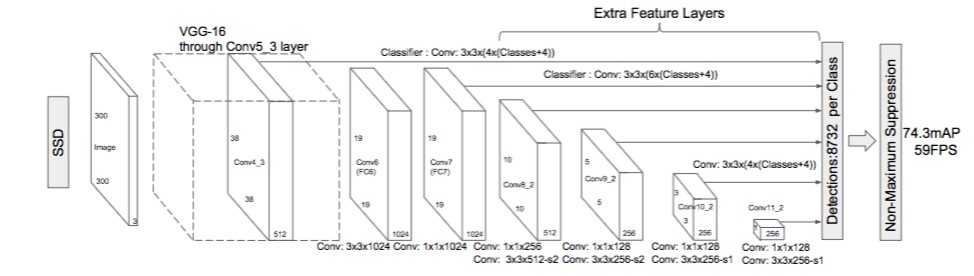 Extra Feature Layers
VGG-16
through Conv5_3 layer
Classifier : Conv: 3x3x(4x(Classes+4))
Classifier : Conv: 3x3x(6x(Classes+4))
SSD
300
Image
300
3
38
Conv4_3
38
512
19
Conv6
(FC6)
19
1024
19
Conv7
(FC7)
19
1024
10
Conv8_2
10
512
5
Conv9_2
5
256
Conv: 3x3x(4x(Classes+4))
3
Conv10_2
3
256
Conv11_2
256
Detections:8732 per Class
Non-Maximum Suppression
74.3mAP
59FPS
Conv: 3x3x1024
Conv: 1x1x1024
Conv: 1x1x256
Conv: 3x3x512-s2
Conv: 1x1x128
Conv: 3x3x256-s2
Conv: 1x1x128
Conv: 3x3x256-s1
Conv: 1x1x128
Conv: 3x3x256-s1